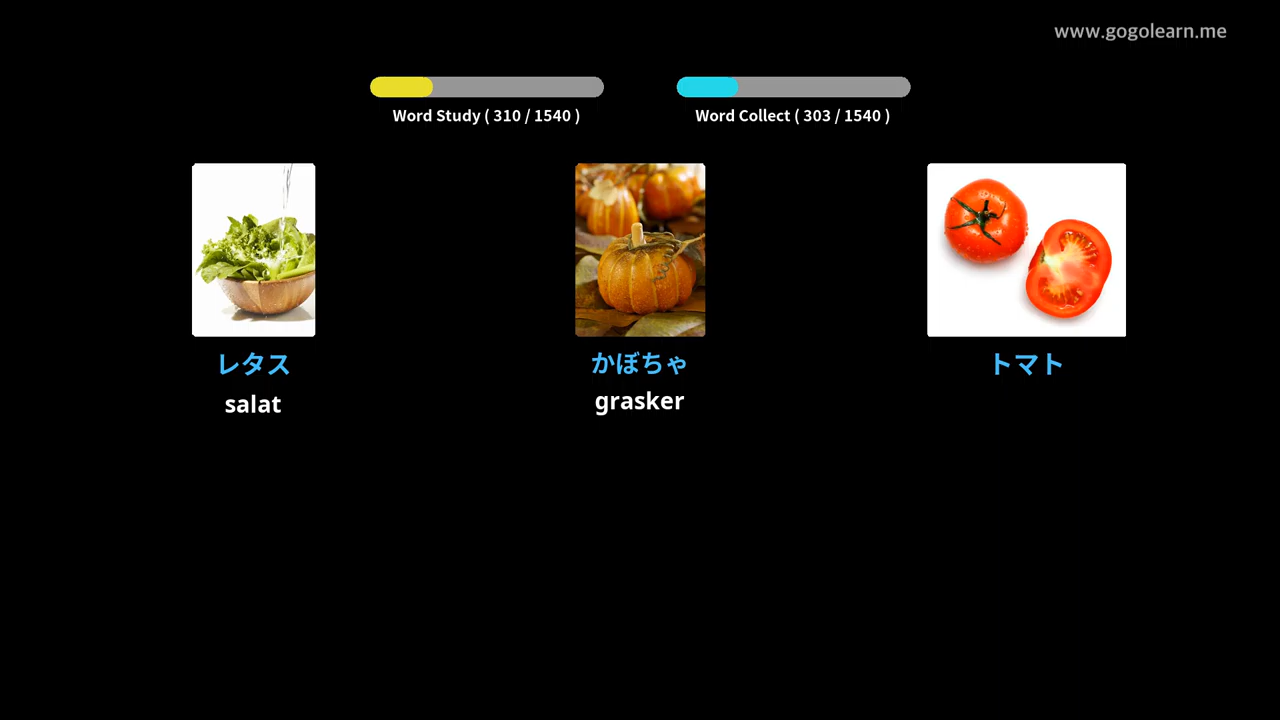 www.gogolearn.me
Word Study ( 310 / 1540 )
Word Collect ( 303 / 1540 )
レタス
かぼちゃ
トマト
salat
grasker